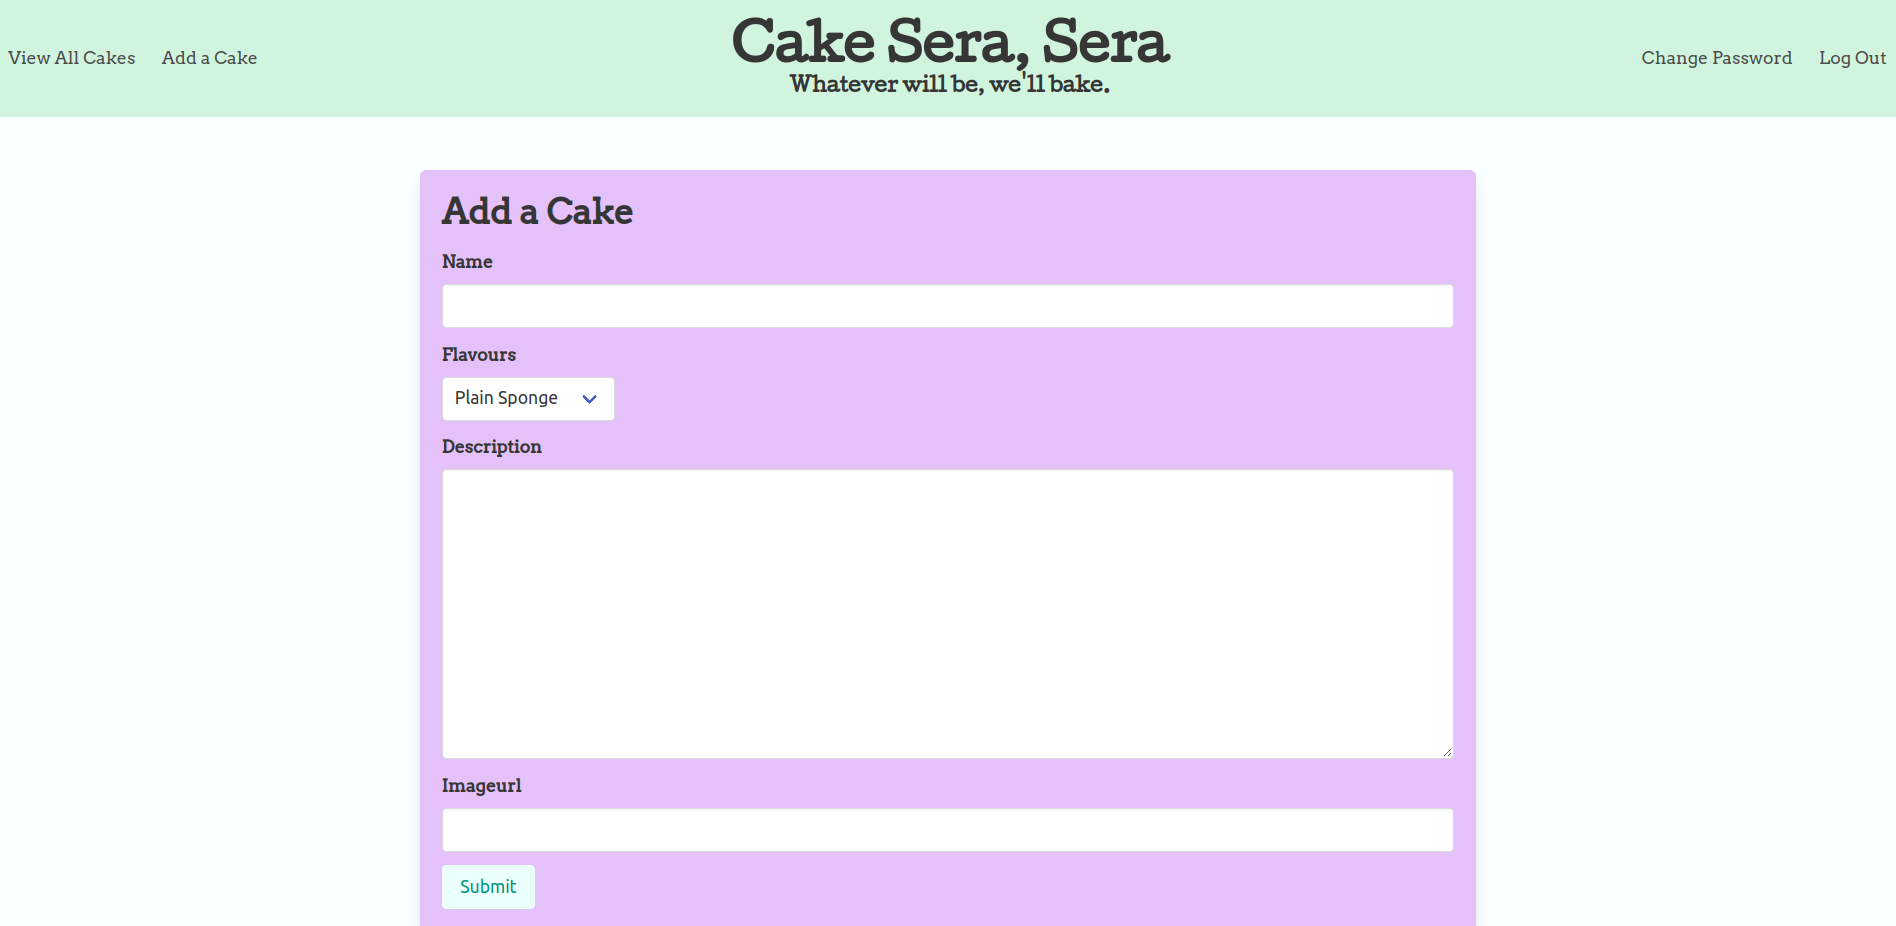 View All Cakes
Add a Cake
Cake Sera, Sera
Whatever will be, we'll bake.
Change Password
Log Out
Add a Cake
Name
Flavours
Plain Sponge
Description
Imageurl
Submit